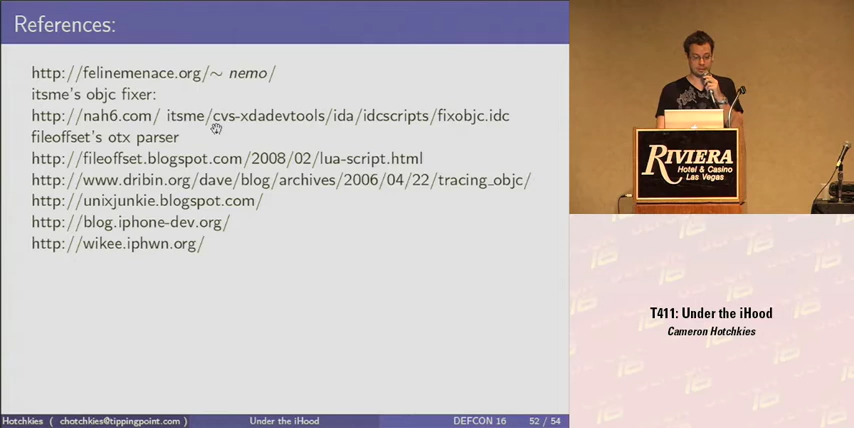 References:
http://felinemenace.org/∼ nemo/
itsme's objc fixer:
http://nah6.com/ itsme/cvs-xdadevtools/ida/idcscripts/fixobjc.idc
fileoffset's otx parser
http://fileoffset.blogspot.com/2008/02/lua-script.html
http://www.dribin.org/dave/blog/archives/2006/04/22/tracing_objc/
http://unixjunkie.blogspot.com/
http://blog.iphone-dev.org/
http://wikee.iphwn.org/
Hotchkies ( chotchkies@tippingpoint.com ) Under the iHood DEFCON 16 52 / 54
RIVIERA
Hotel & Casino
Las Vegas
T411: Under the iHood
Cameron Hotchkies